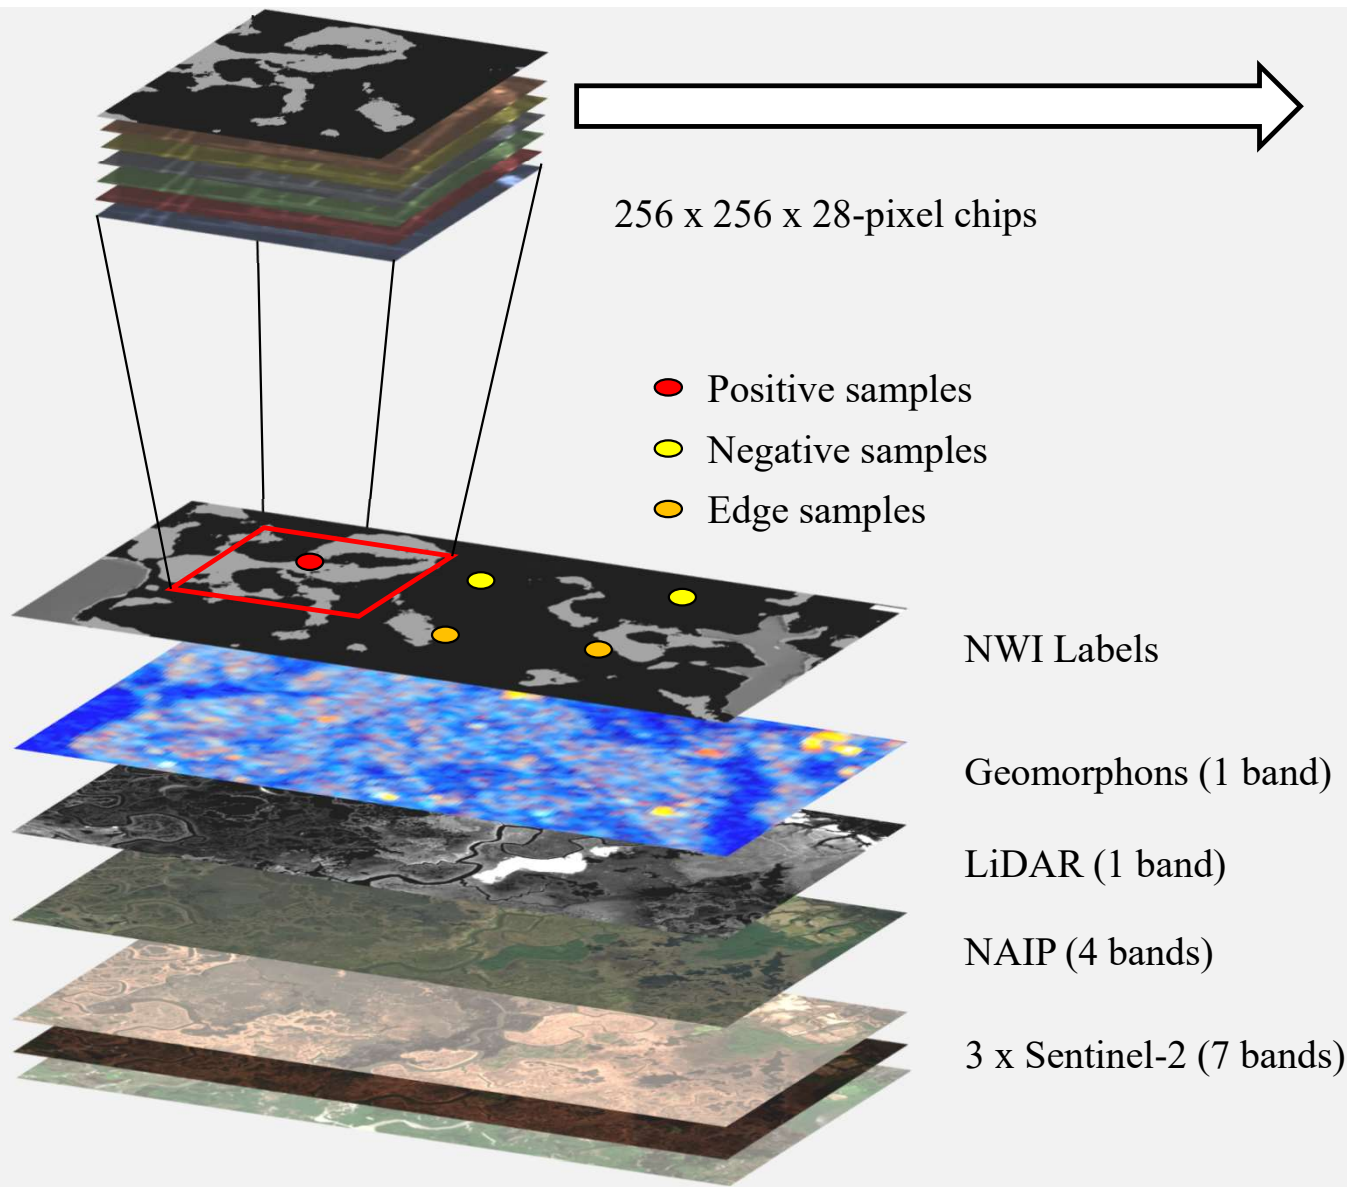 256 x 256 x 28-pixel chips
Positive samples
Negative samples
Edge samples
NWI Labels
Geomorphons (1 band)
LiDAR (1 band)
NAIP (4 bands)
3 x Sentinel-2 (7 bands)